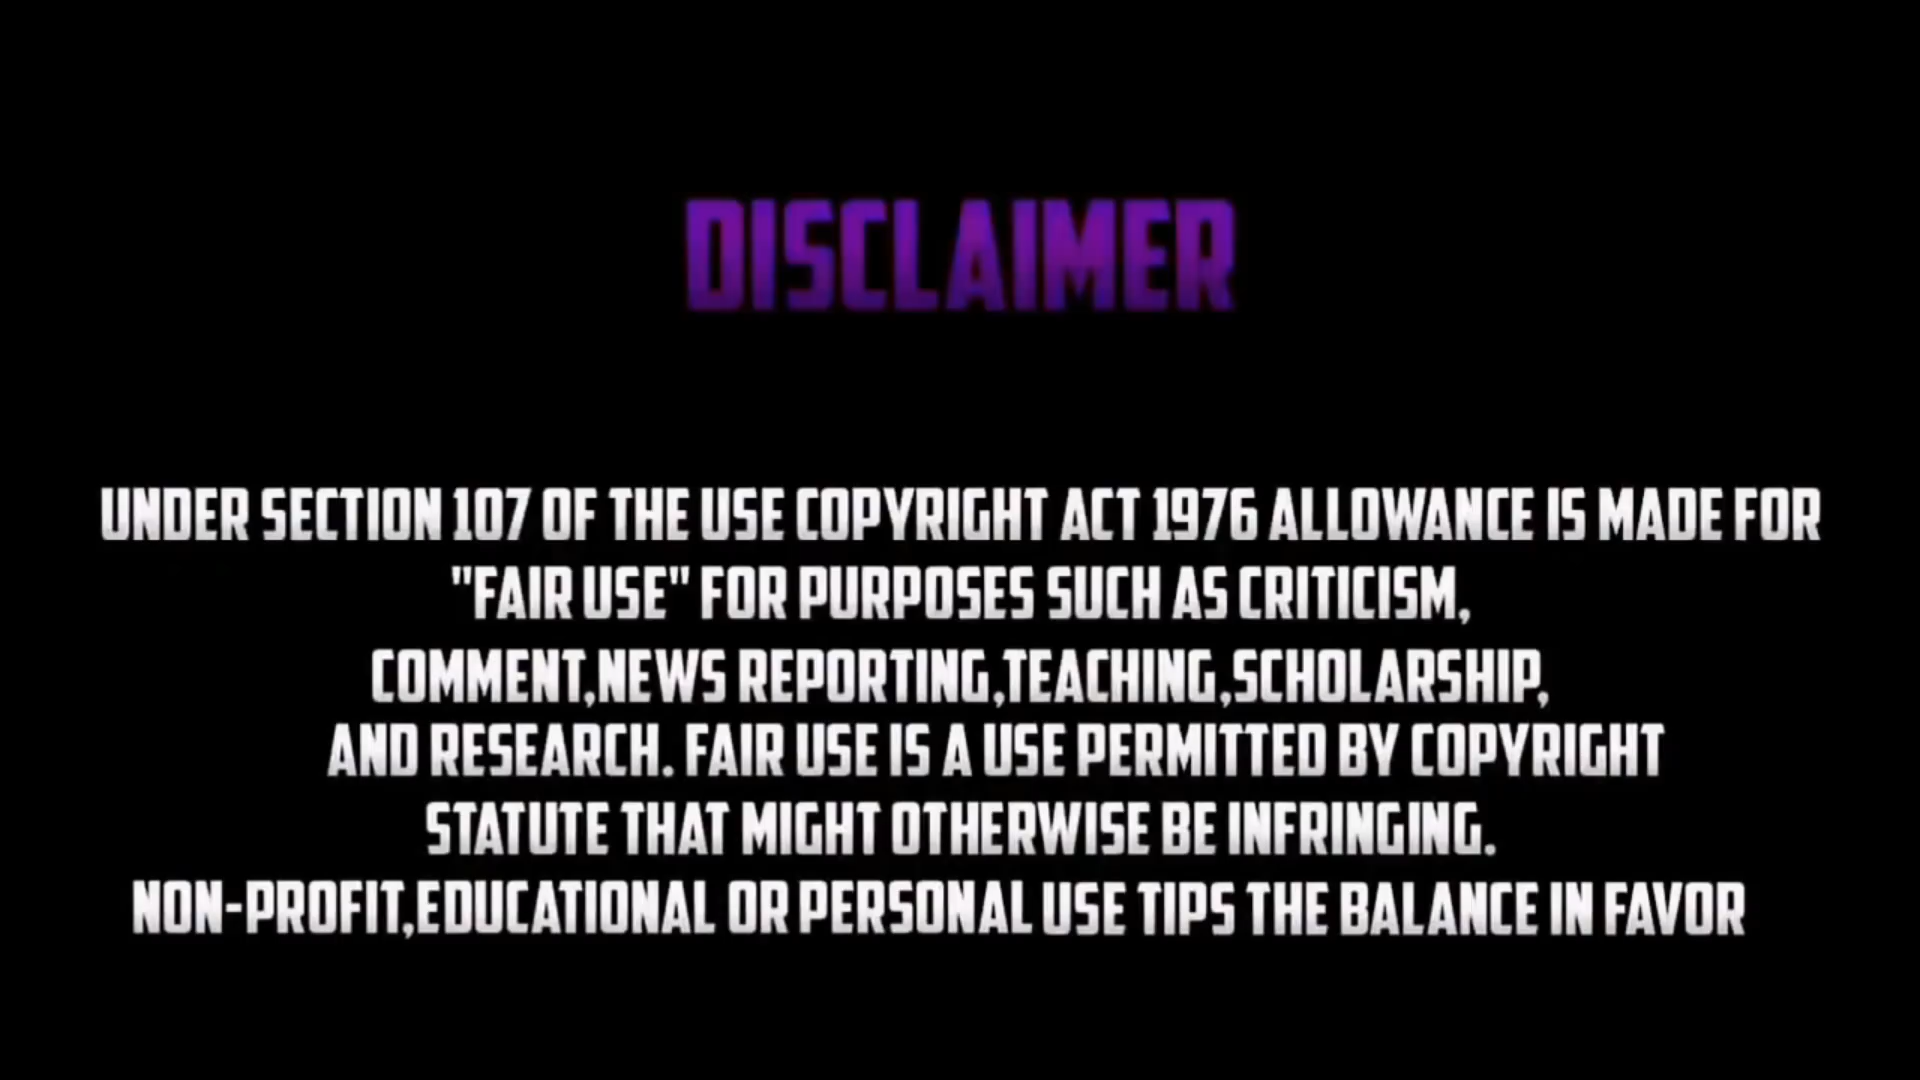 DISCLAIMER
UNDER SECTION 107 OF THE USE COPYRIGHT ACT 1976 ALLOWANCE IS MADE FOR
"FAIR USE" FOR PURPOSES SUCH AS CRITICISM,
COMMENT,NEWS REPORTING,TEACHING,SCHOLARSHIP,
AND RESEARCH. FAIR USE IS A USE PERMITTED BY COPYRIGHT
STATUTE THAT MIGHT OTHERWISE BE INFRINGING.
NON-PROFIT,EDUCATIONAL OR PERSONAL USE TIPS THE BALANCE IN FAVOR